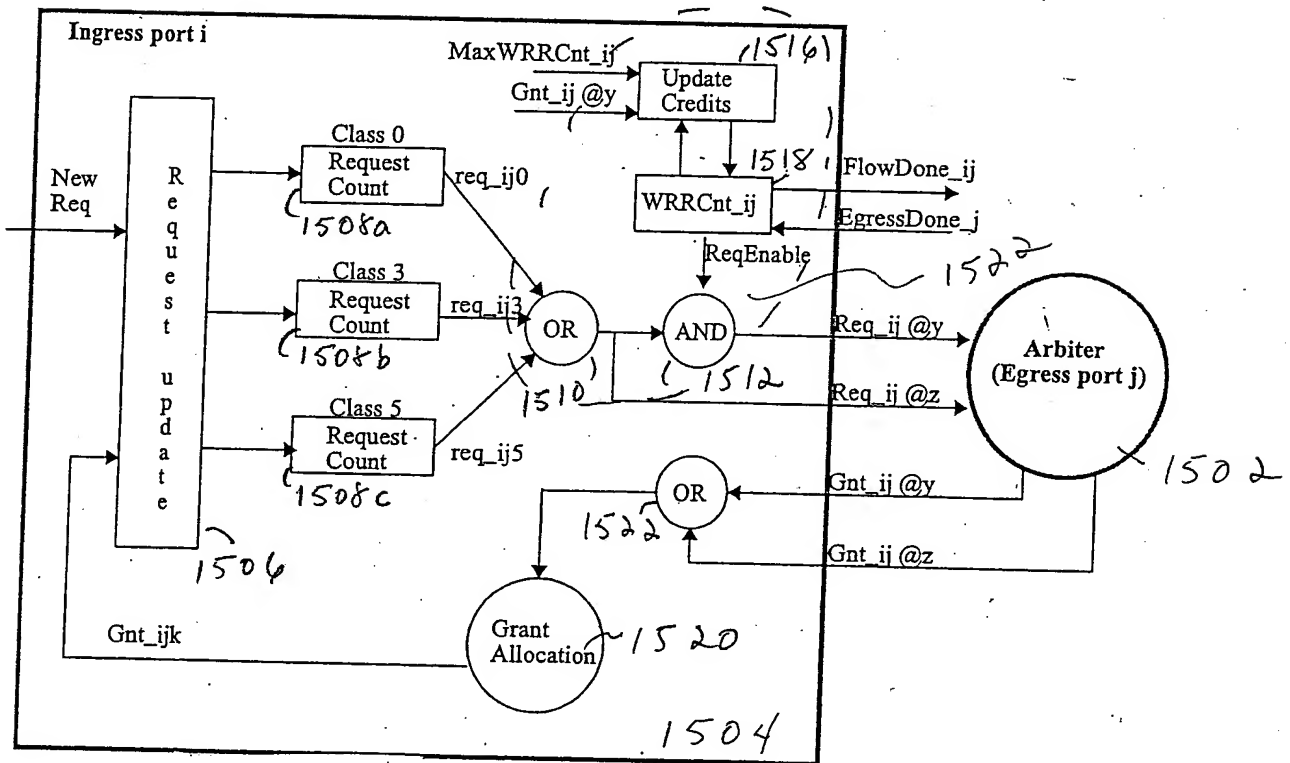 Ingress port i
MaxWRRCnt_ij
Gnt_ij @y
Update
Credits
1516
New
Req
Request update
1506
Class 0
Request
Count
1508a
req_ij0
Class 3
Request
Count
1508b
req_ij3
Class 5
Request
Count
1508c
req_ij5
OR
1510
WRRCnt_ij
1518
FlowDone_ij
EgressDone_j
ReqEnable
1522
AND
1512
Req_ij @y
Req_ij @z
Arbiter
(Egress port j)
1502
Gnt_ij @y
Gnt_ij @z
OR
1522
Grant
Allocation
1520
Gnt_ijk
1504